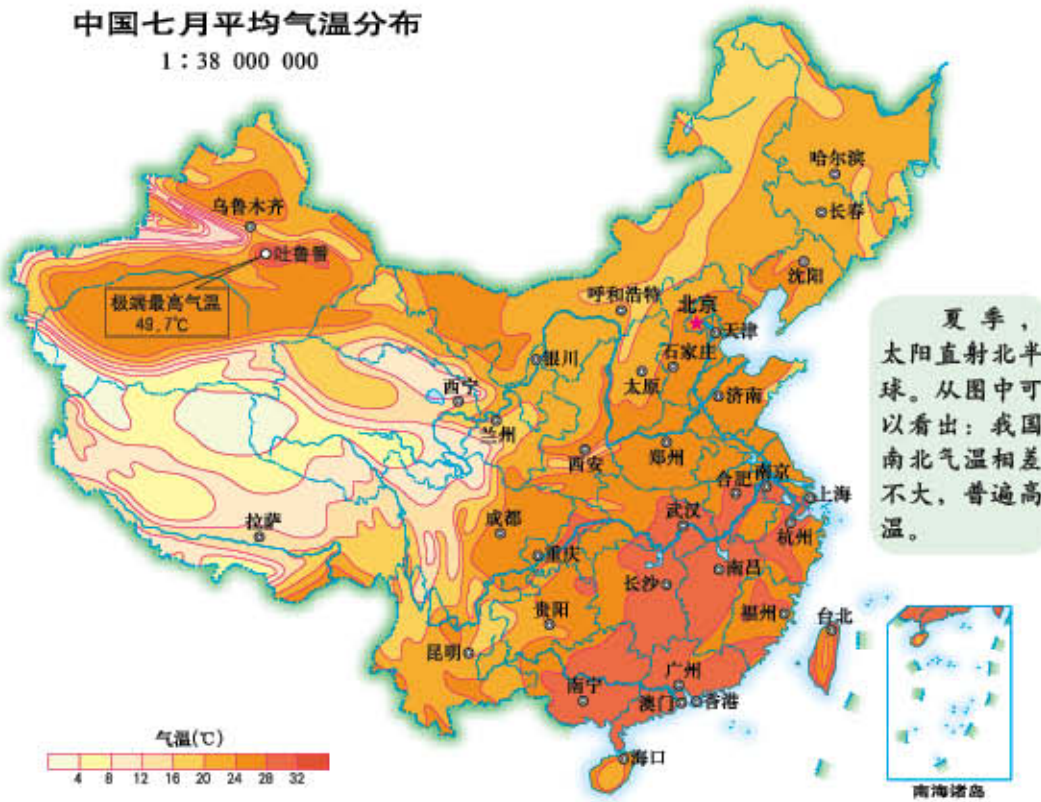 中国七月平均气温分布
1：38 000 000
哈尔滨
长春
乌鲁木齐
吐鲁番
沈阳
极端最高气温
49.7℃
呼和浩特
北京
天津
银川
石家庄
太原
西宁
济南
兰州
西安
郑州
合肥
南京
上海
武汉
杭州
成都
拉萨
重庆
南昌
长沙
贵阳
福州
台北
昆明
广州
南宁
澳门
香港
海口
夏季，
太阳直射北半
球。从图中可
以看出：我国
南北气温相差
不大，普遍高
温。
气温(℃)
4 8 12 16 20 24 28 32
南海诸岛